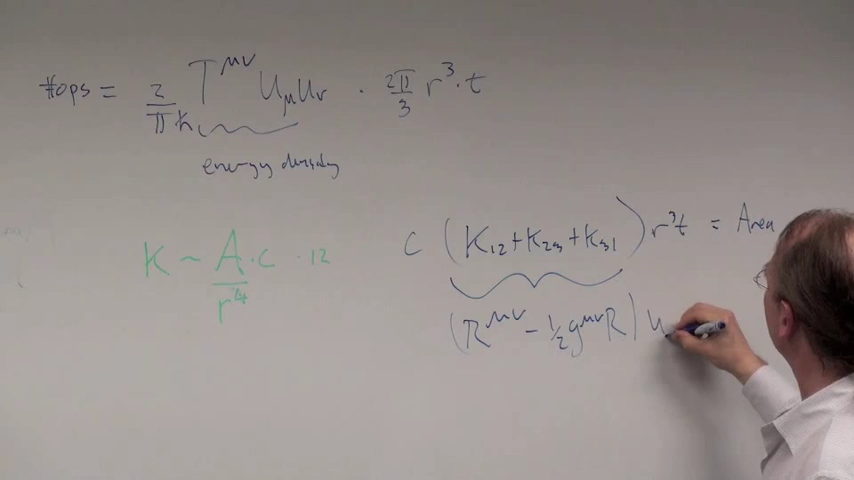 #ops = 2/πℏ T^μν U_μ U_ν · 2π/3 r³ · t
energy density
K ~ A/r⁴ · c · 12
c (K₁₂ + K₂₃ + K₃₁) r³t = Area
(R^μν - ½ g^μν R) U